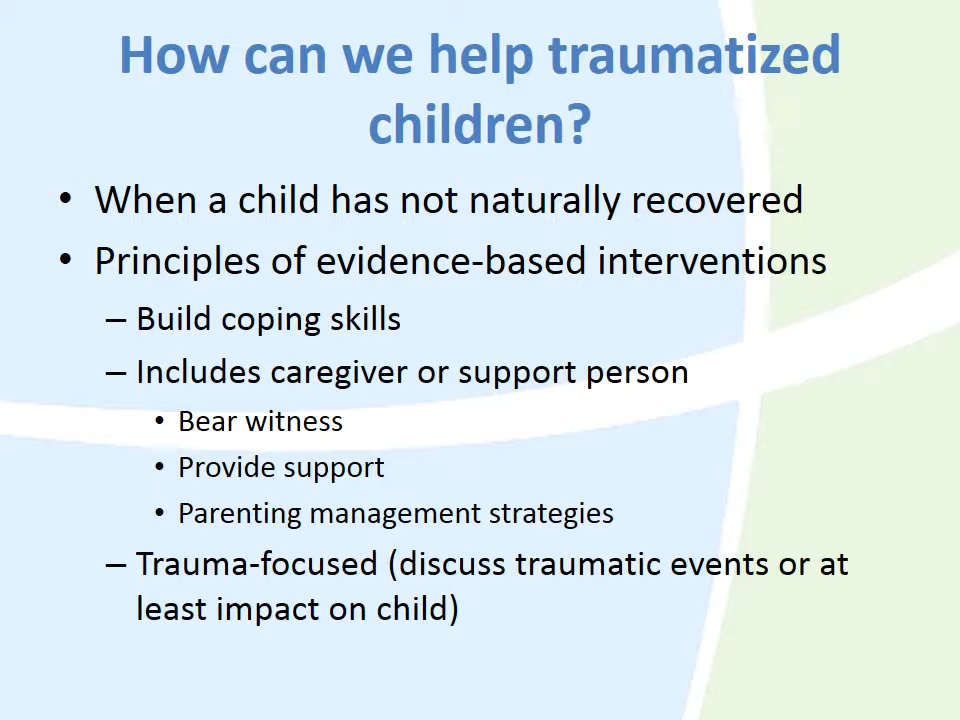 How can we help traumatized
children?
• When a child has not naturally recovered
• Principles of evidence-based interventions
– Build coping skills
– Includes caregiver or support person
• Bear witness
• Provide support
• Parenting management strategies
– Trauma-focused (discuss traumatic events or at
least impact on child)